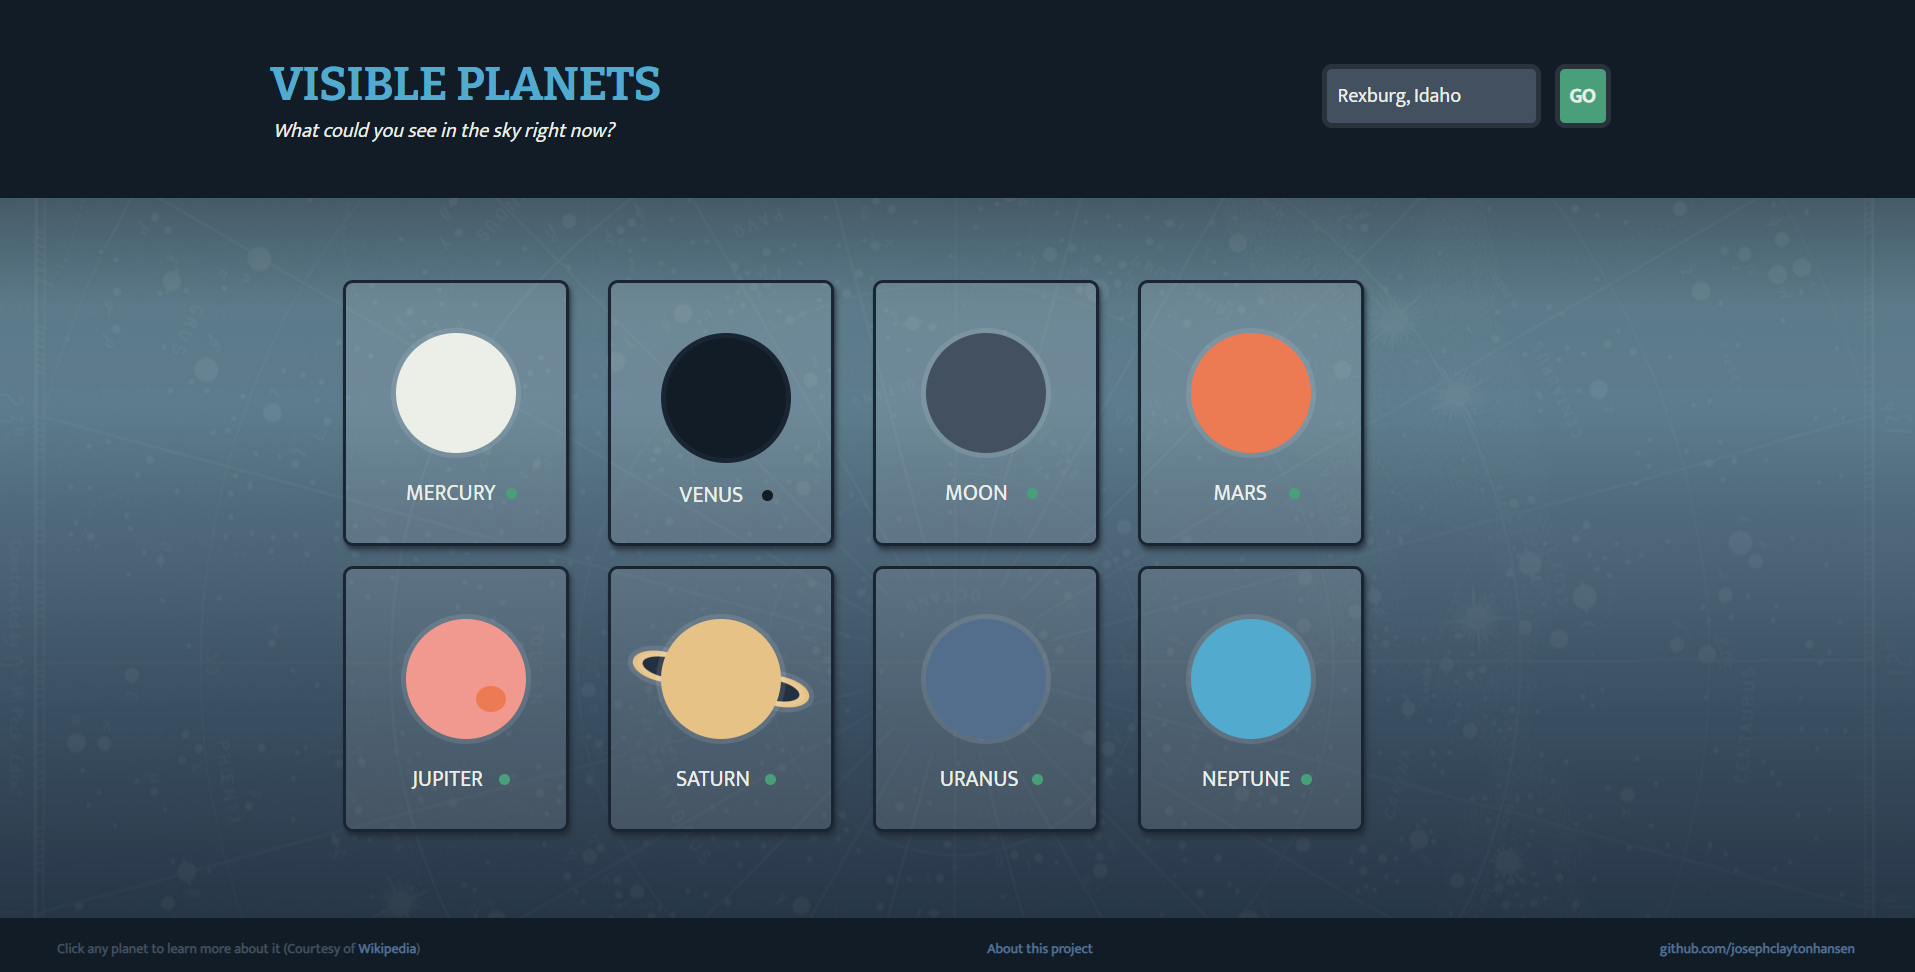 VISIBLE PLANETS
What could you see in the sky right now?
Rexburg, Idaho
GO
MERCURY
VENUS
MOON
MARS
JUPITER
SATURN
URANUS
NEPTUNE
Click any planet to learn more about it (Courtesy of Wikipedia)
About this project
github.com/josephclaytonhansen